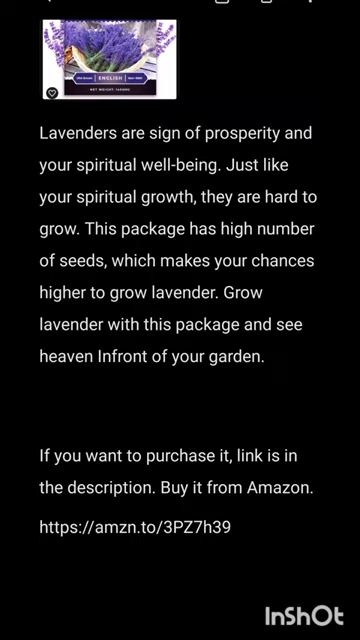 ENGLISH
Lavenders are sign of prosperity and
your spiritual well-being. Just like
your spiritual growth, they are hard to
grow. This package has high number
of seeds, which makes your chances
higher to grow lavender. Grow
lavender with this package and see
heaven Infront of your garden.
If you want to purchase it, link is in
the description. Buy it from Amazon.
https://amzn.to/3PZ7h39
InShOt